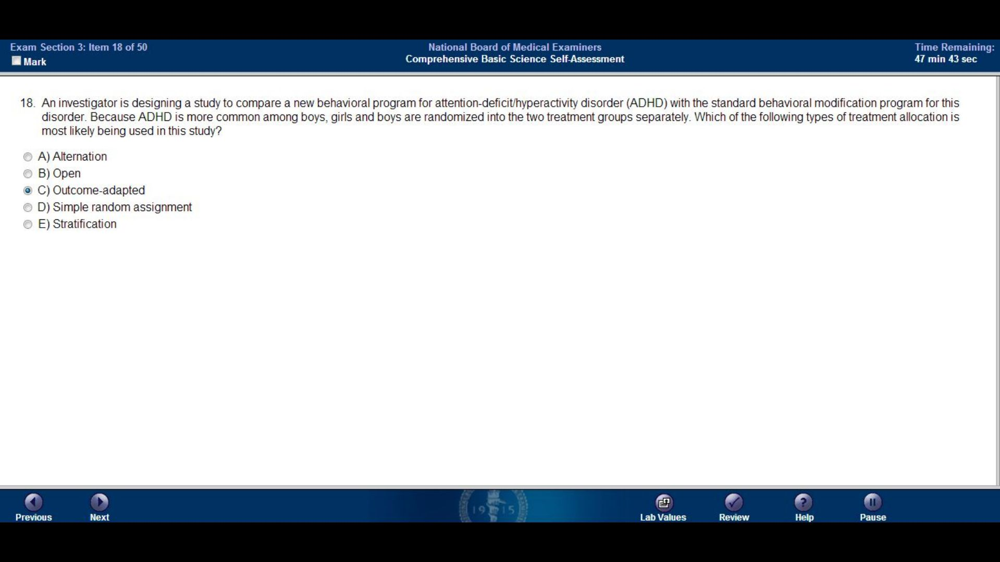 Exam Section 3: Item 18 of 50
National Board of Medical Examiners
Time Remaining:
Mark
Comprehensive Basic Science Self-Assessment
47 min 43 sec
18. An investigator is designing a study to compare a new behavioral program for attention-deficit/hyperactivity disorder (ADHD) with the standard behavioral modification program for this
disorder. Because ADHD is more common among boys, girls and boys are randomized into the two treatment groups separately. Which of the following types of treatment allocation is
most likely being used in this study?
A) Alternation
B) Open
C) Outcome-adapted
D) Simple random assignment
E) Stratification
1915
Previous
Next
Lab Values
Review
Help
Pause